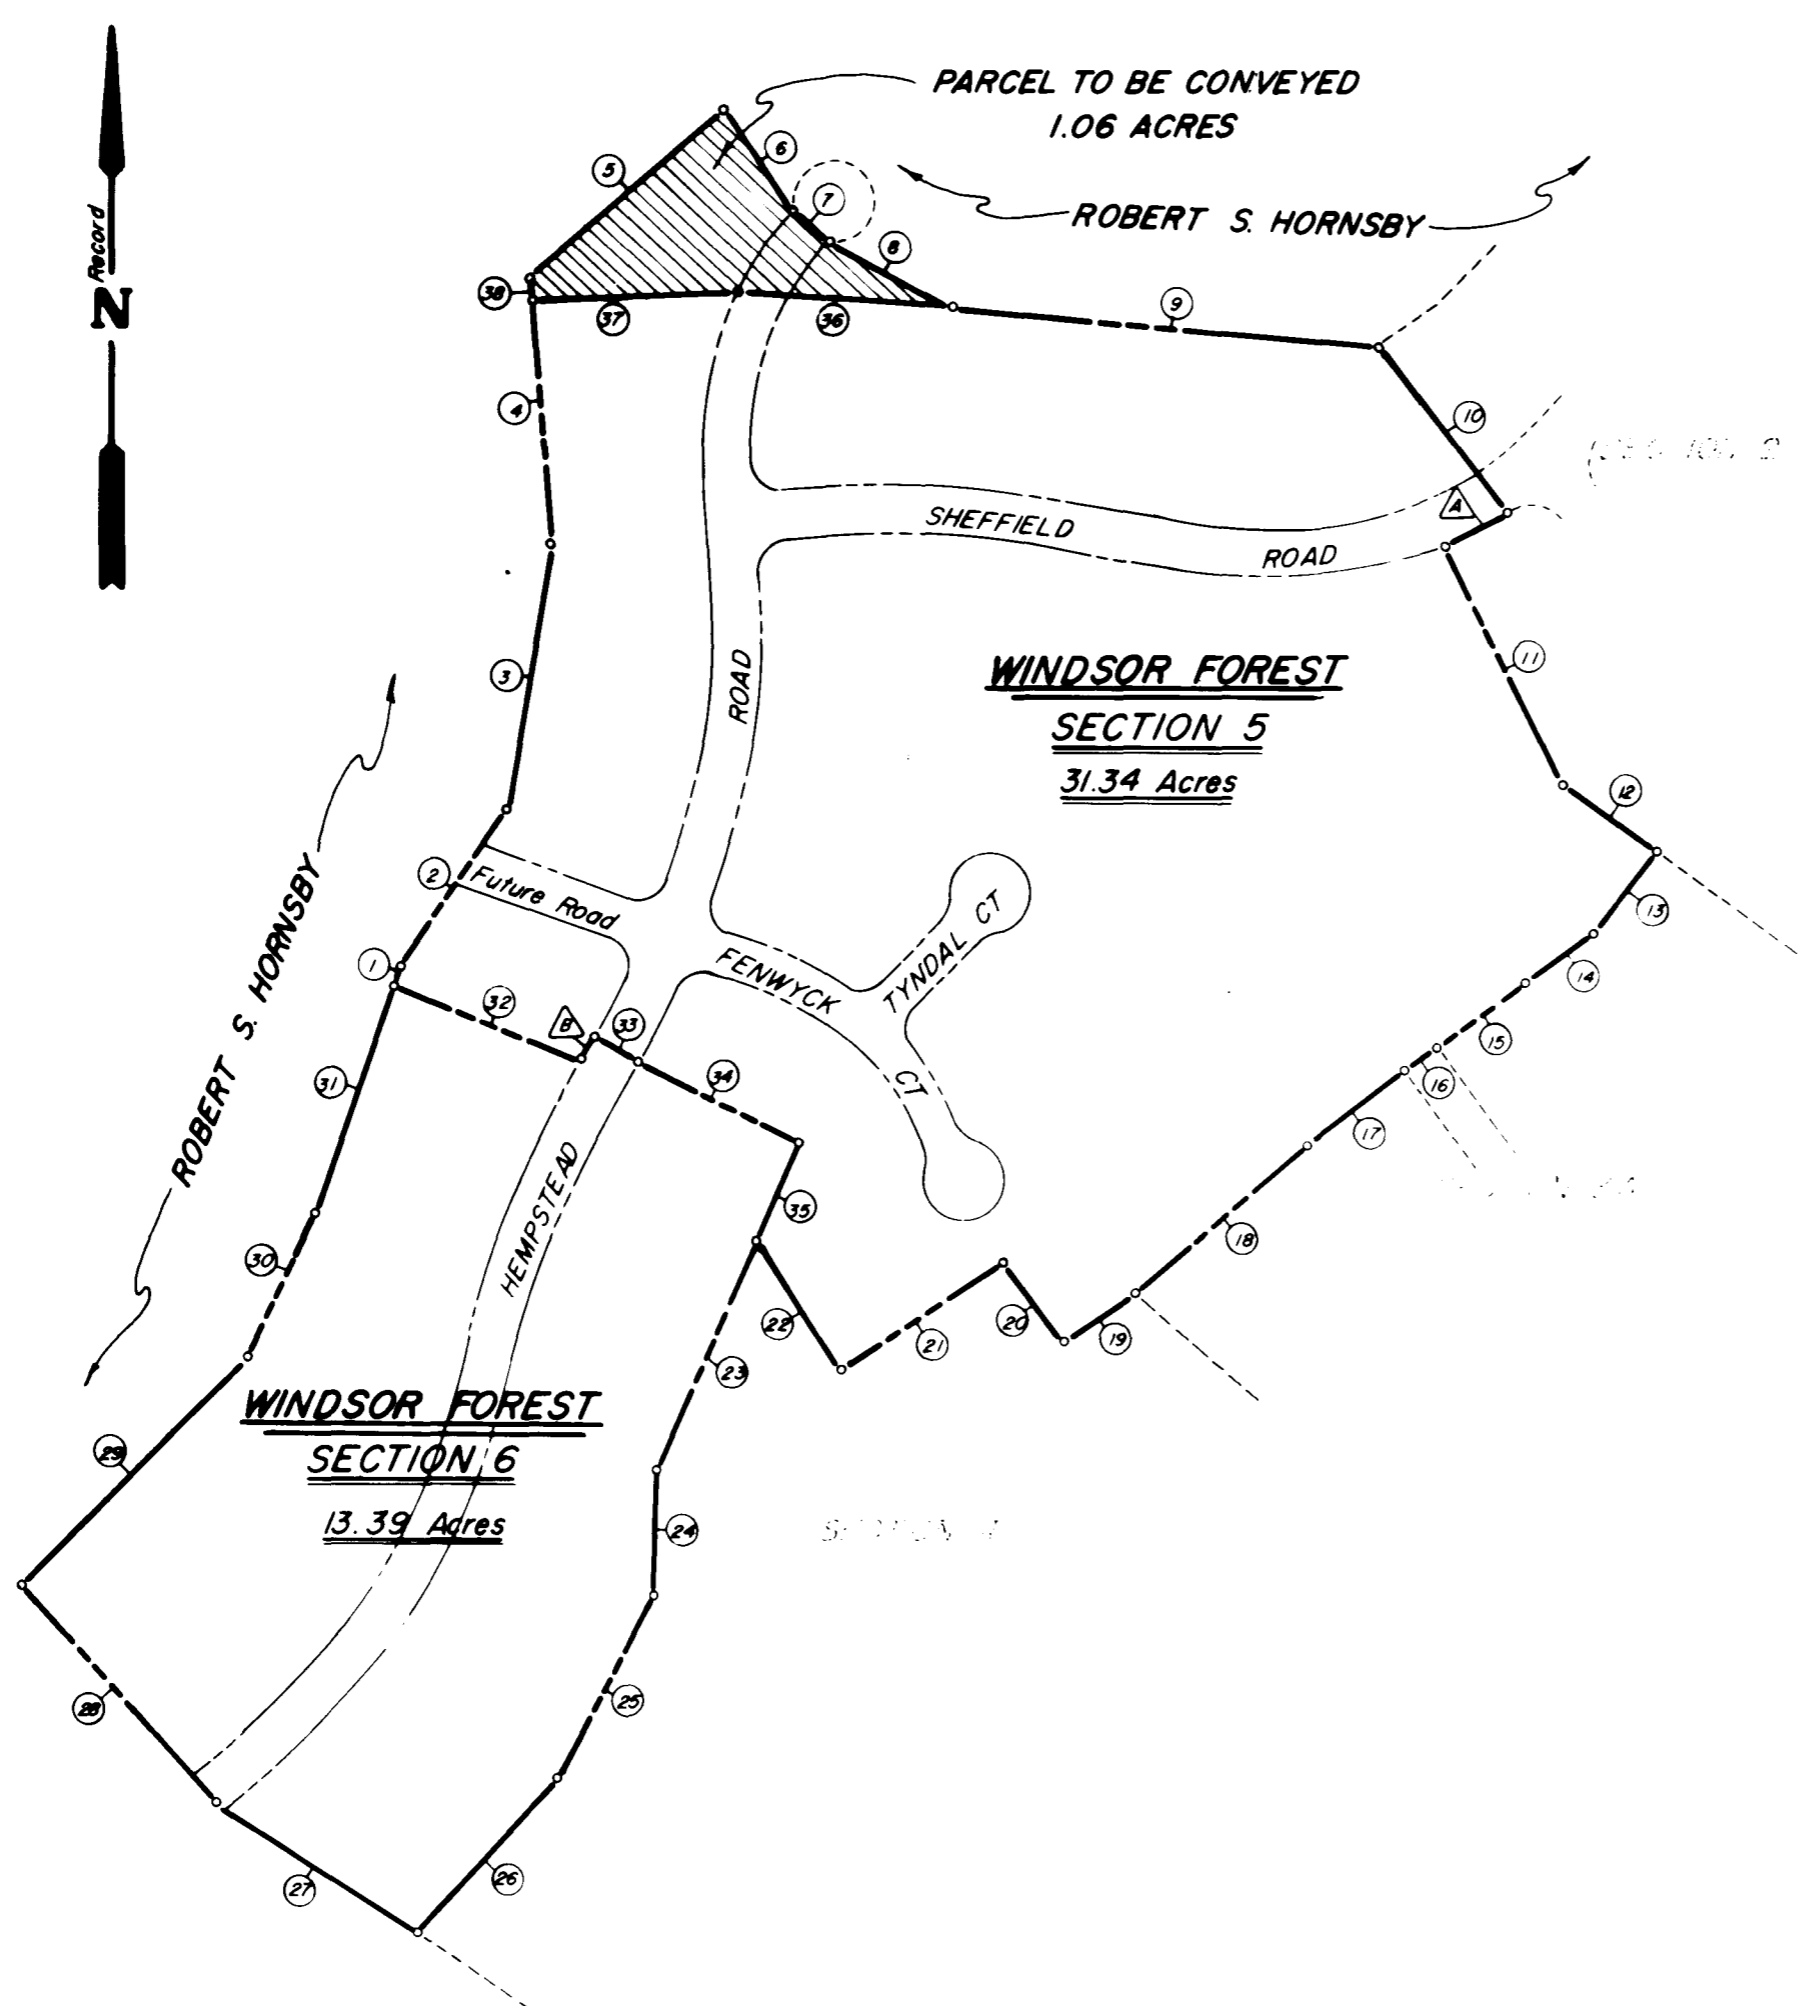 PARCEL TO BE CONVEYED
1.06 ACRES
Record
N
ROBERT S. HORNSBY
5
6
7
8
38
37
36
9
4
10
A
SHEFFIELD
ROAD
3
ROAD
11
WINDSOR FOREST
SECTION 5
31.34 Acres
12
2
Future Road
13
1
32
B
33
FENWYCK
CT
TYNDAL CT
14
15
16
17
ROBERT S. HORNSBY
31
34
35
HEMPSTEAD
18
30
22
21
20
19
23
WINDSOR FOREST
SECTION 6
13.39 Acres
29
24
28
25
27
26